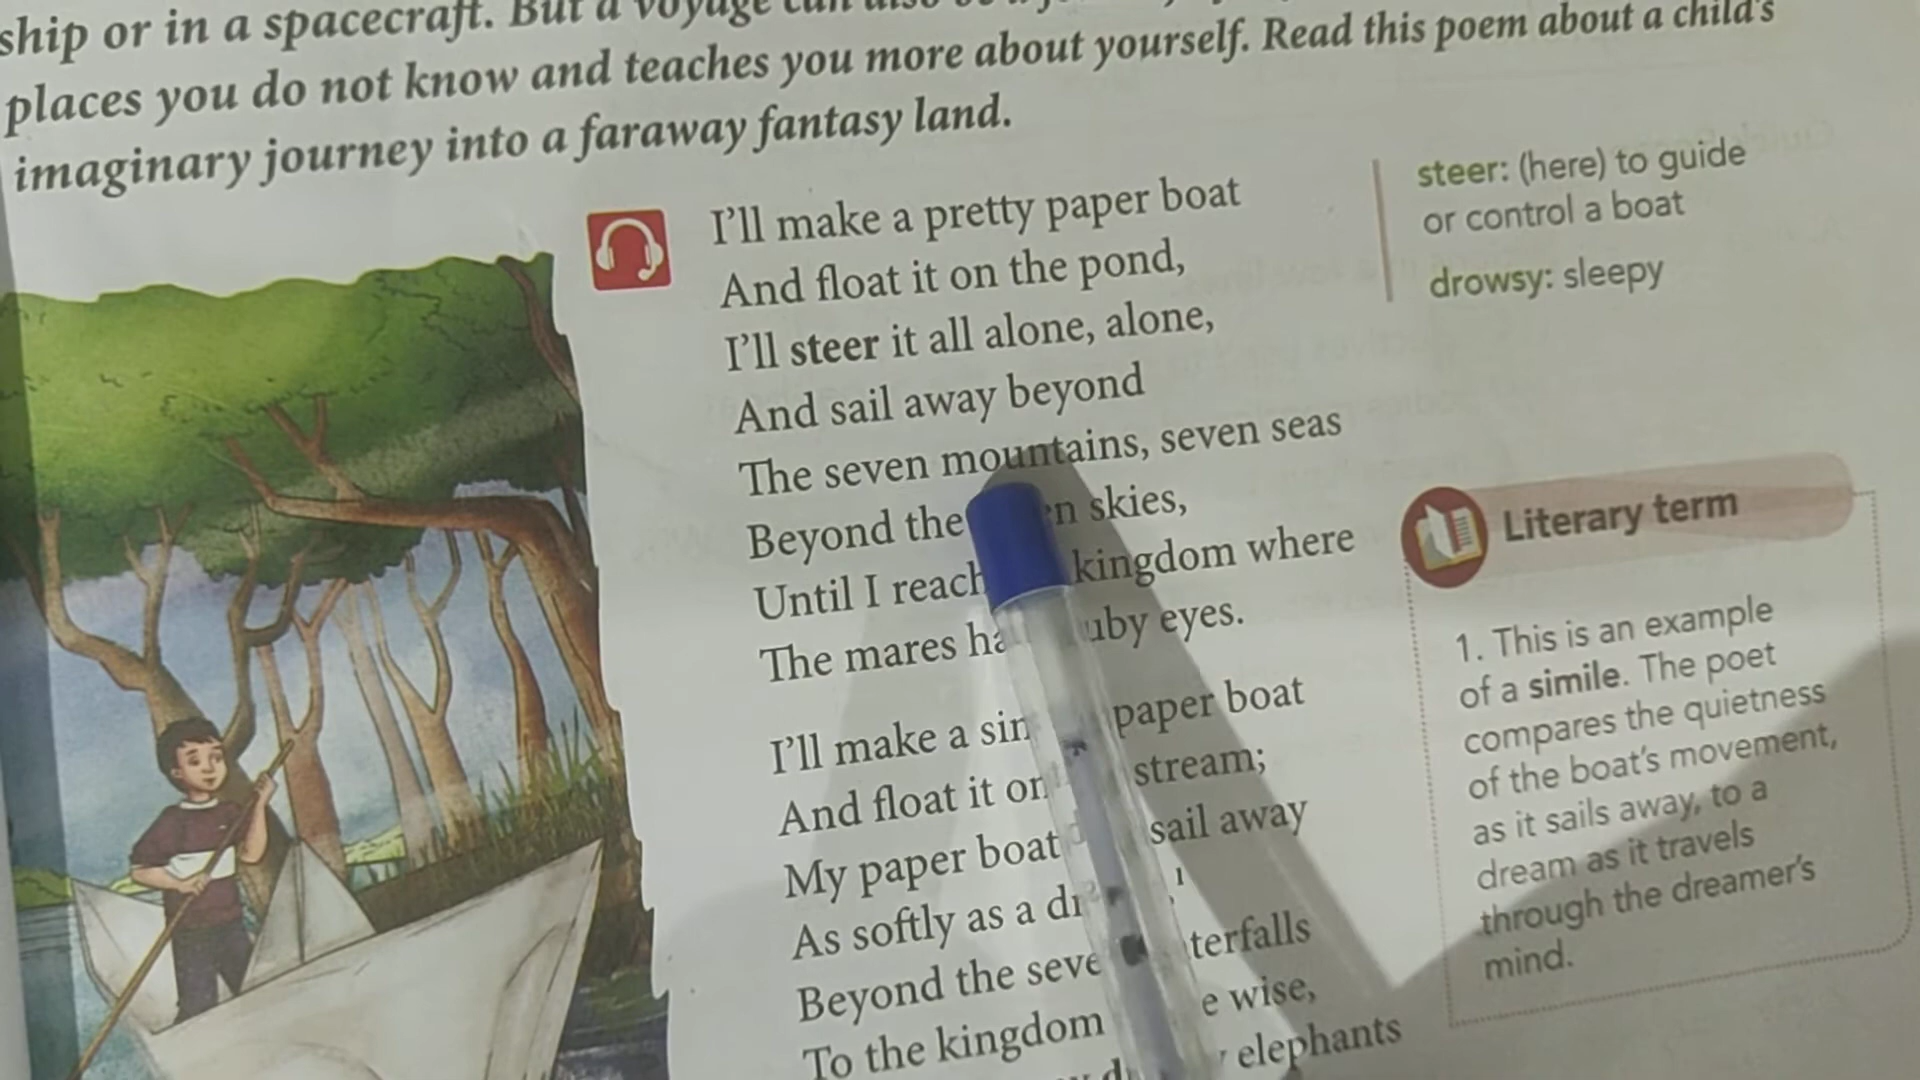 ship or in a spacecraft. But a voyage can also be a
places you do not know and teaches you more about yourself. Read this poem about a child's
imaginary journey into a faraway fantasy land.
I'll make a pretty paper boat
And float it on the pond,
I'll steer it all alone, alone,
And sail away beyond
The seven mountains, seven seas
Beyond the skies,
Until I reach kingdom where
The mares eyes.
I'll make a paper boat
And float it on stream;
My paper boat sail away
As softly as a
Beyond the
To the kingdom wise,
elephants
steer: (here) to guide
or control a boat
drowsy: sleepy
Literary term
1. This is an example
of a simile. The poet
compares the quietness
of the boat's movement,
as it sails away, to a
dream as it travels
through the dreamer's
mind.